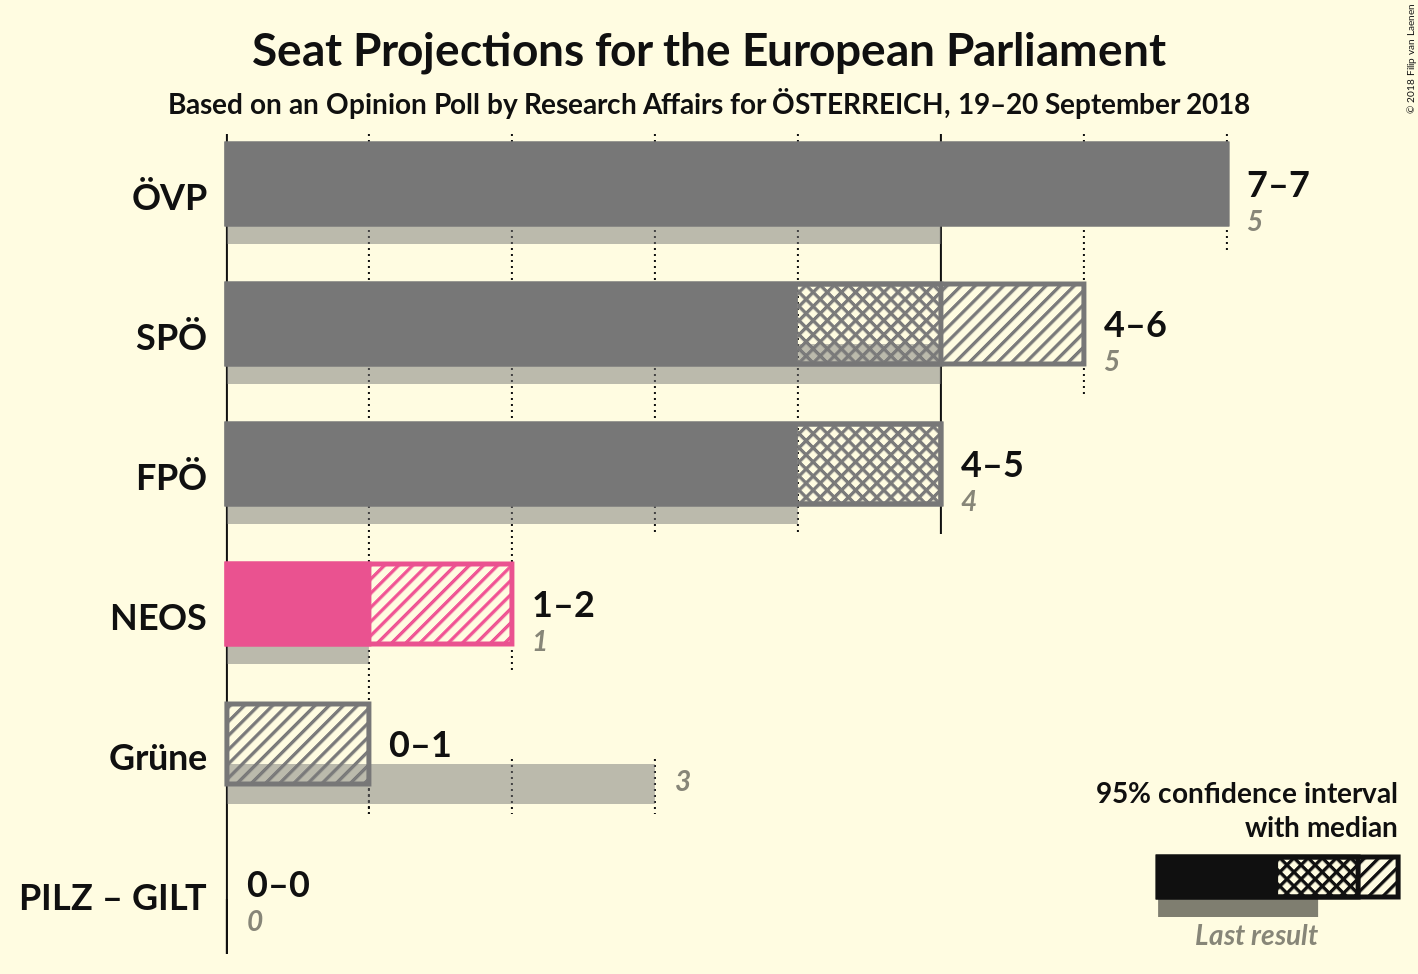 Seat Projections for the European Parliament
Based on an Opinion Poll by Research Affairs for ÖSTERREICH, 19–20 September 2018
© 2018 Filip van Laenen
ÖVP
7–7
5
SPÖ
4–6
5
FPÖ
4–5
4
NEOS
1–2
1
Grüne
0–1
3
PILZ – GILT
0–0
0
95% confidence interval
with median
Last result